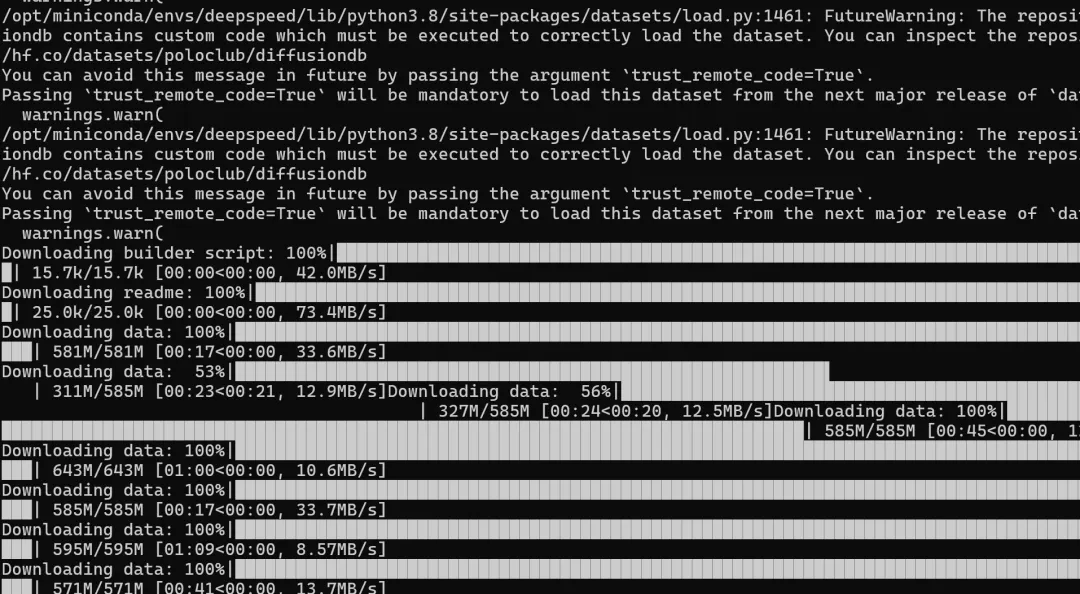 /opt/miniconda/envs/deepspeed/lib/python3.8/site-packages/datasets/load.py:1461: FutureWarning: The reposi
iondb contains custom code which must be executed to correctly load the dataset. You can inspect the repos
/hf.co/datasets/poloclub/diffusiondb
You can avoid this message in future by passing the argument `trust_remote_code=True`.
Passing `trust_remote_code=True` will be mandatory to load this dataset from the next major release of `da
warnings.warn(
/opt/miniconda/envs/deepspeed/lib/python3.8/site-packages/datasets/load.py:1461: FutureWarning: The reposi
iondb contains custom code which must be executed to correctly load the dataset. You can inspect the repos
/hf.co/datasets/poloclub/diffusiondb
You can avoid this message in future by passing the argument `trust_remote_code=True`.
Passing `trust_remote_code=True` will be mandatory to load this dataset from the next major release of `da
warnings.warn(
Downloading builder script: 100%|
| 15.7k/15.7k [00:00<00:00, 42.0MB/s]
Downloading readme: 100%|
| 25.0k/25.0k [00:00<00:00, 73.4MB/s]
Downloading data: 100%|
| 581M/581M [00:17<00:00, 33.6MB/s]
Downloading data:  53%|
| 311M/585M [00:23<00:21, 12.9MB/s]Downloading data:  56%|
| 327M/585M [00:24<00:20, 12.5MB/s]Downloading data: 100%|
| 585M/585M [00:45<00:00, 1
Downloading data: 100%|
| 643M/643M [01:00<00:00, 10.6MB/s]
Downloading data: 100%|
| 585M/585M [00:17<00:00, 33.7MB/s]
Downloading data: 100%|
| 595M/595M [01:09<00:00, 8.57MB/s]
Downloading data: 100%|
| 571M/571M [00:41<00:00, 13.7MB/s]